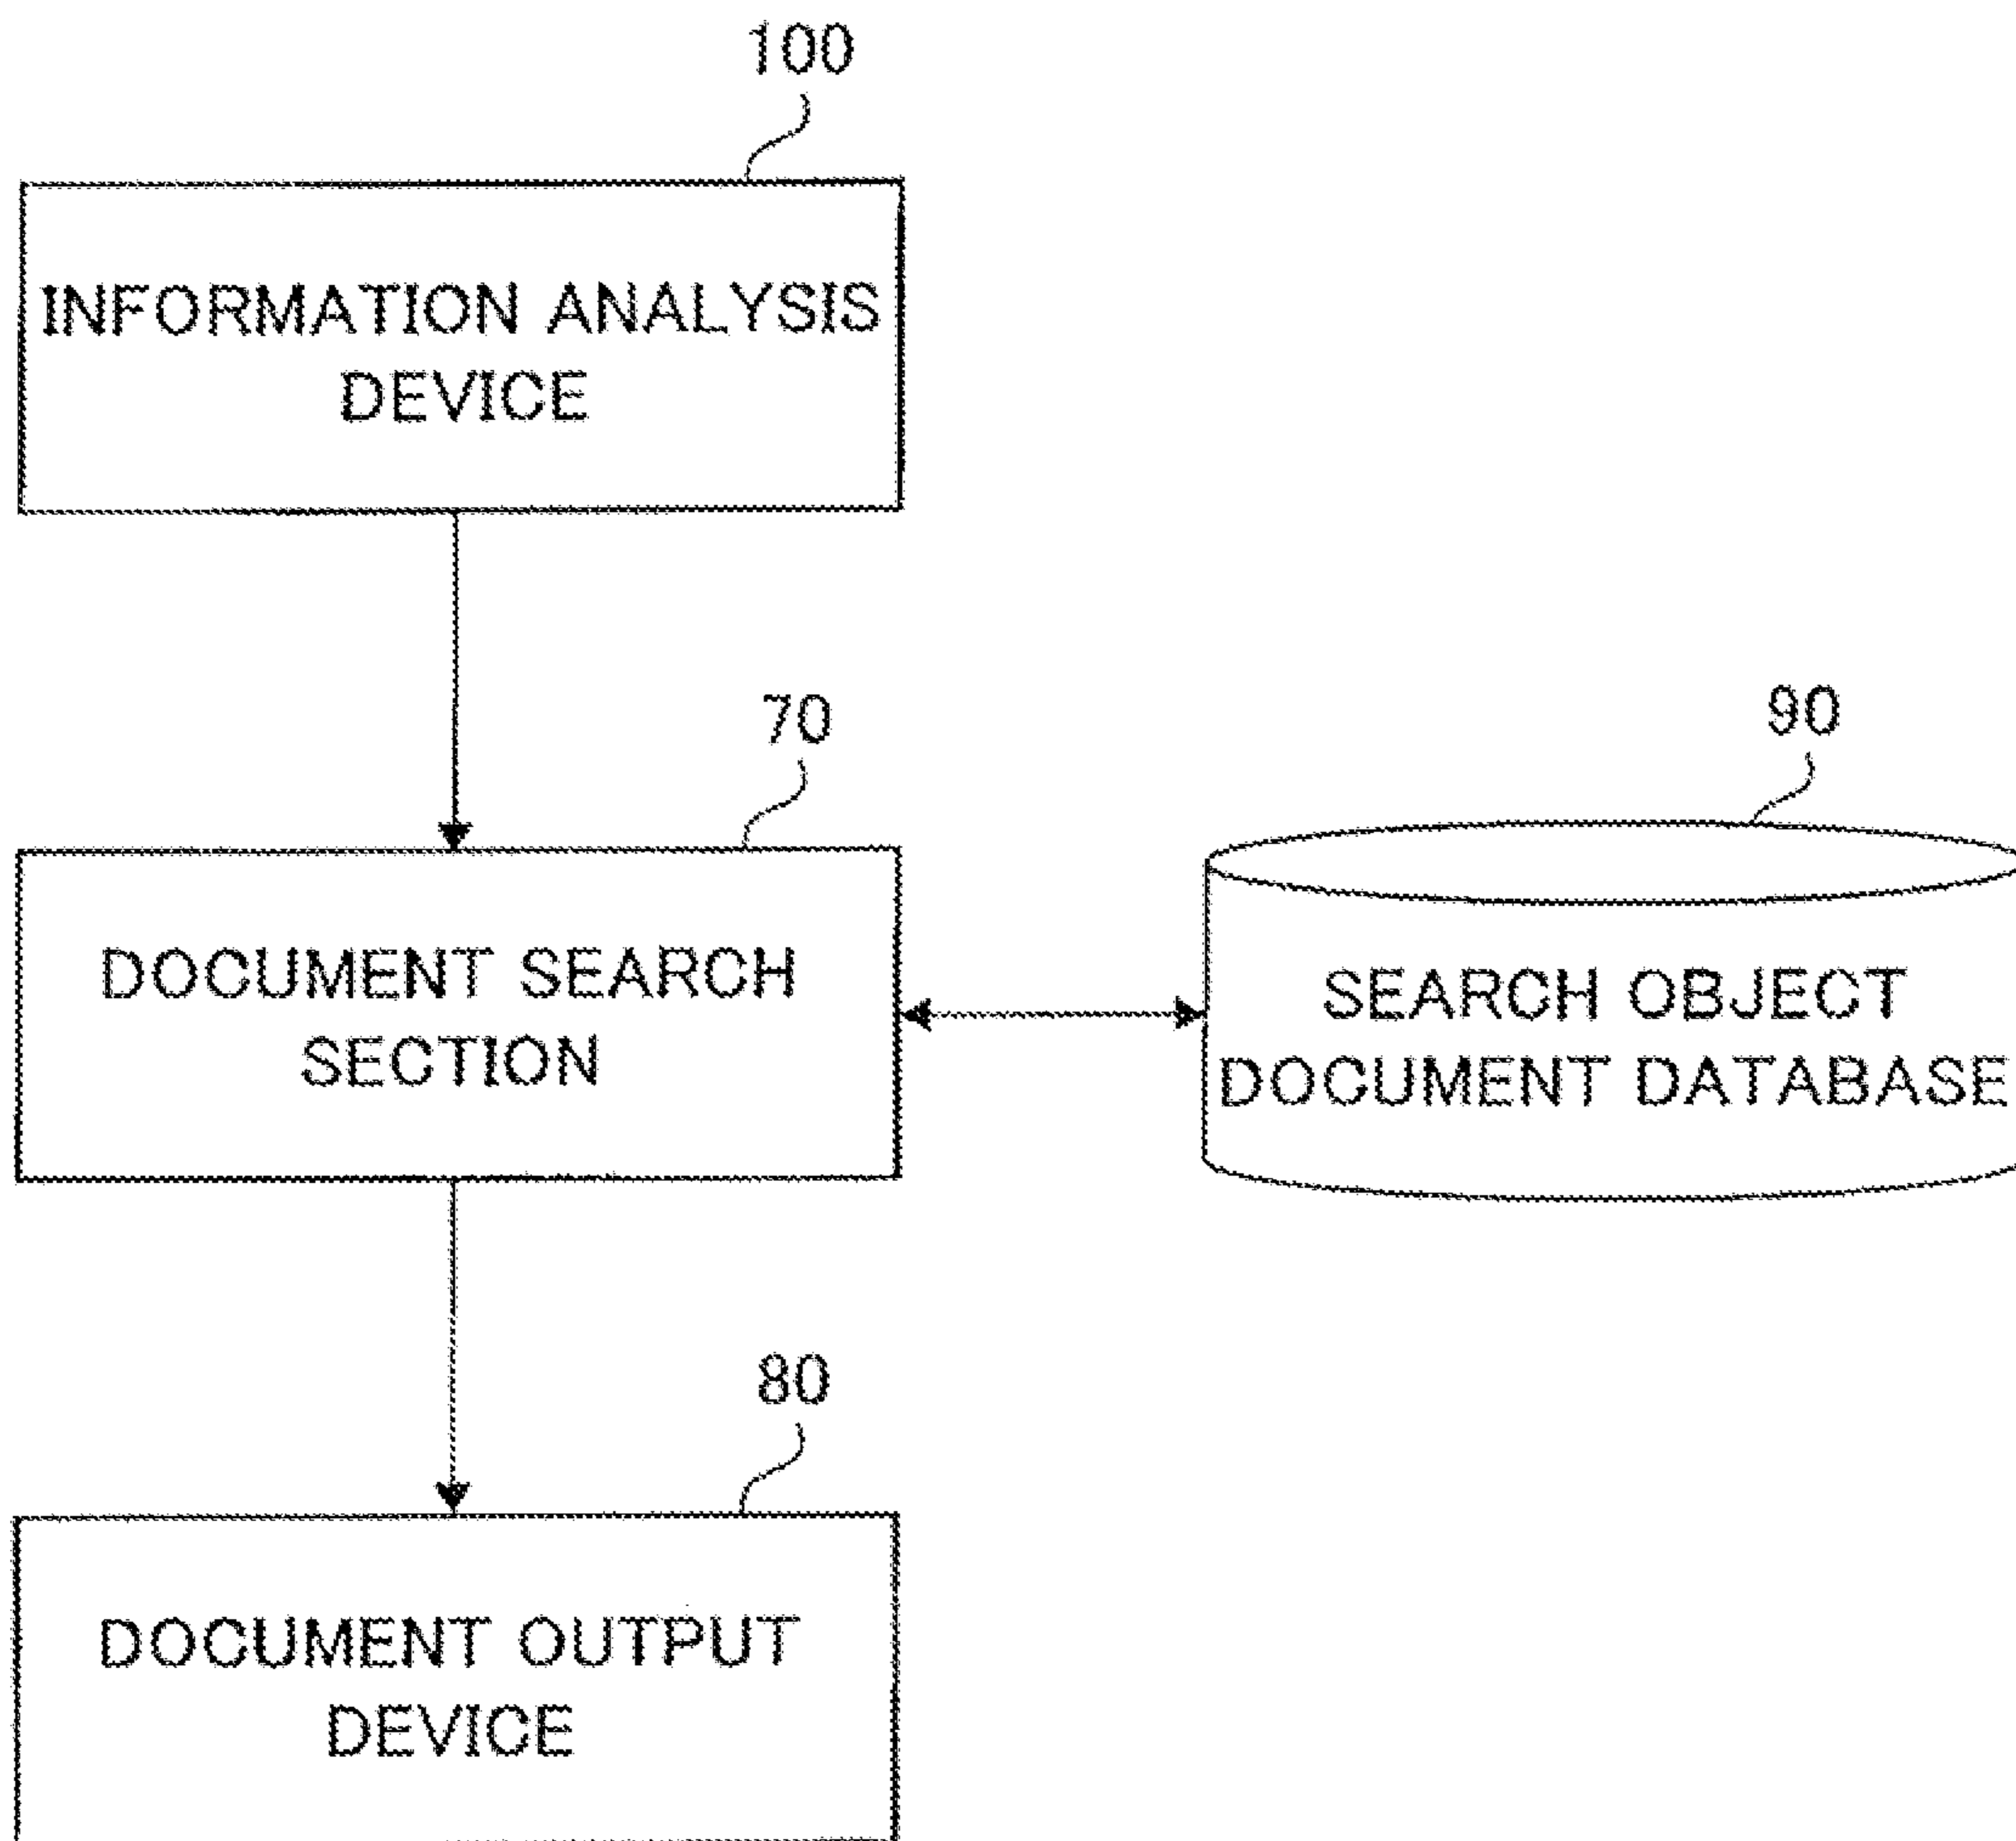 100
INFORMATION ANALYSIS
DEVICE
70
DOCUMENT SEARCH
SECTION
90
SEARCH OBJECT
DOCUMENT DATABASE
80
DOCUMENT OUTPUT
DEVICE